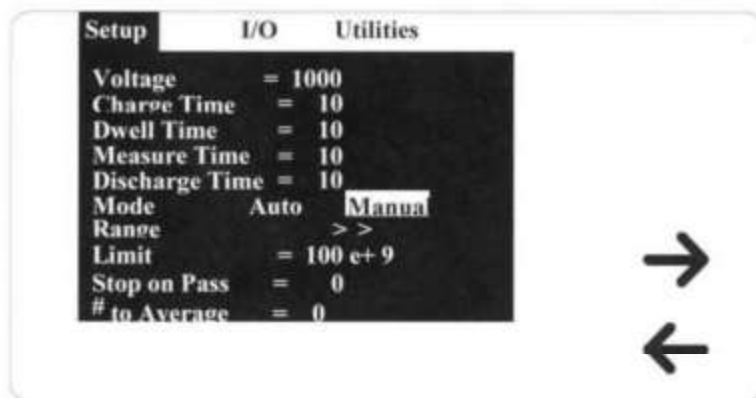 Setup I/O Utilities
Voltage = 1000
Charge Time = 10
Dwell Time = 10
Measure Time = 10
Discharge Time = 10
Mode Auto Manual
Range > >
Limit = 100 e+ 9
Stop on Pass = 0
# to Average = 0